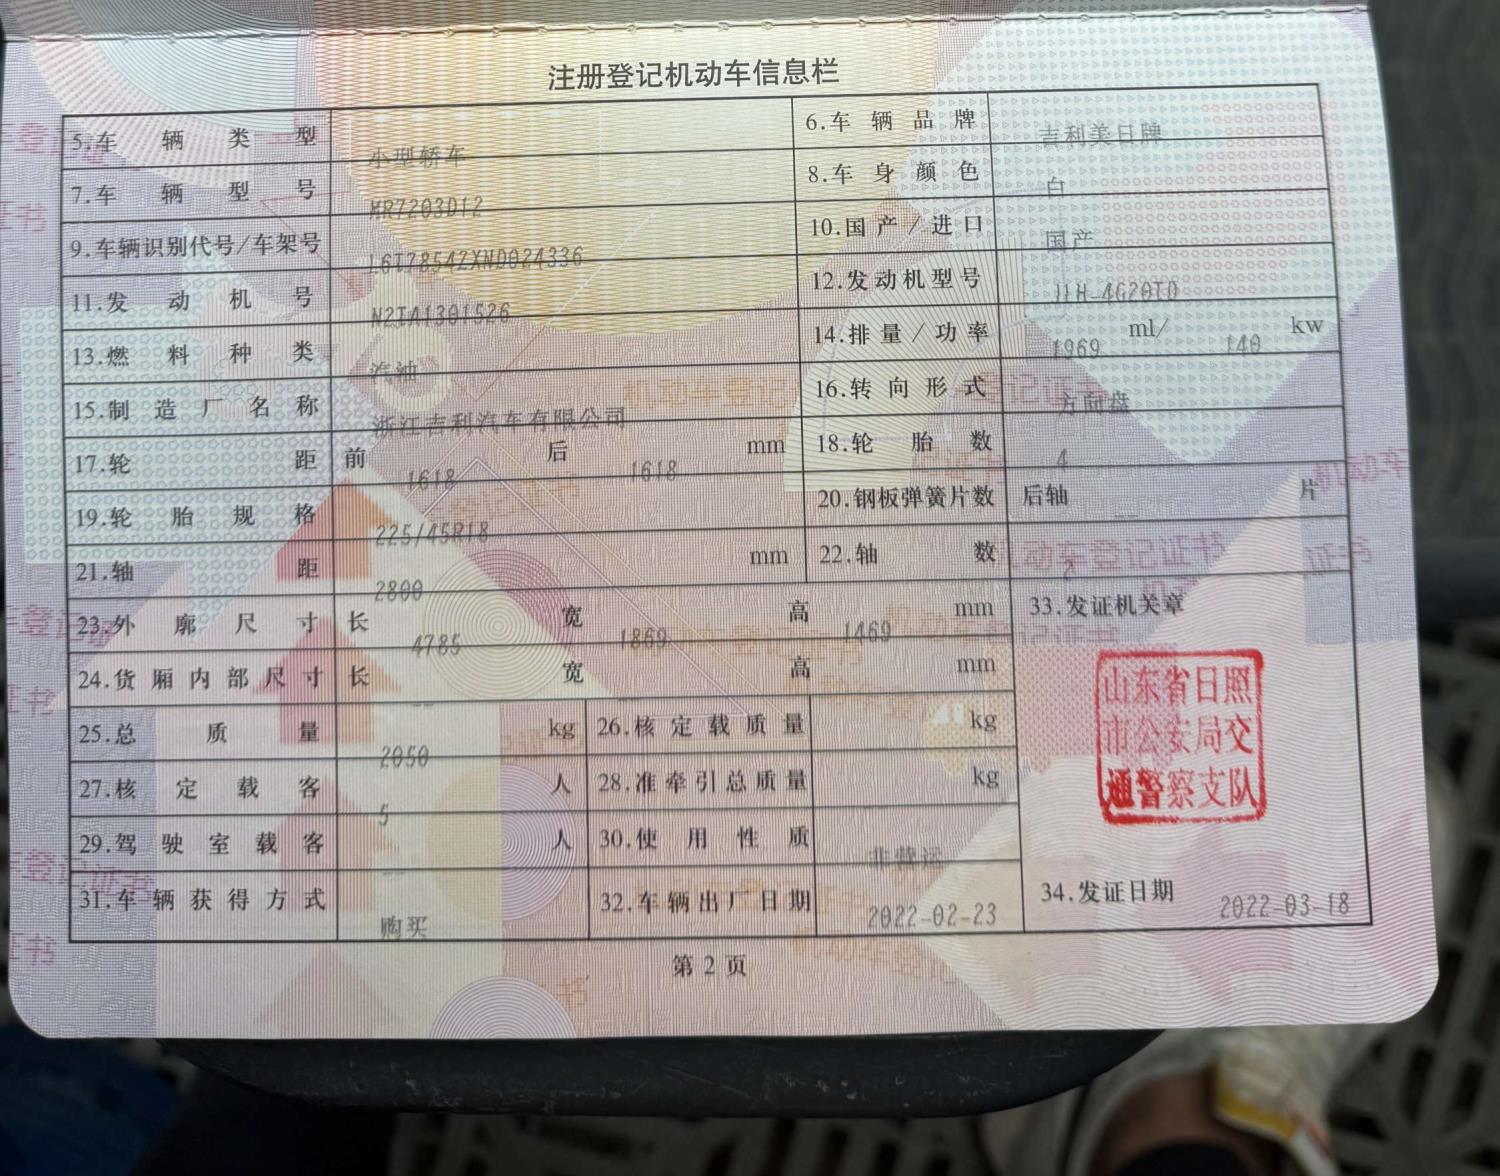 注册登记机动车信息栏
5.车辆类型 小型轿车 6.车辆品牌 吉利美日牌
7.车辆型号 MR7203D12 8.车身颜色 白
9.车辆识别代号/车架号 L6T7854ZXND024336 10.国产/进口 国产
11.发动机号 N2TA1301526 12.发动机型号 JLH-4G20TD
13.燃料种类 汽油 14.排量/功率 1969 ml/ 140 kw
15.制造厂名称 浙江吉利汽车有限公司 16.转向形式 方向盘
17.轮距 前 1618 后 1618 mm 18.轮胎数 4
19.轮胎规格 225/45R18 20.钢板弹簧片数 后轴 -- 片
21.轴距 2800 mm 22.轴数 2
23.外廓尺寸 长 4785 宽 1869 高 1469 mm 33.发证机关章
24.货厢内部尺寸 长 -- 宽 -- 高 -- mm
山东省日照
市公安局交
通警察支队
25.总质量 2050 kg 26.核定载质量 -- kg
27.核定载客 5 人 28.准牵引总质量 -- kg
29.驾驶室载客 -- 人 30.使用性质 非营运
31.车辆获得方式 购买 32.车辆出厂日期 2022-02-23 34.发证日期 2022-03-18
第 2 页